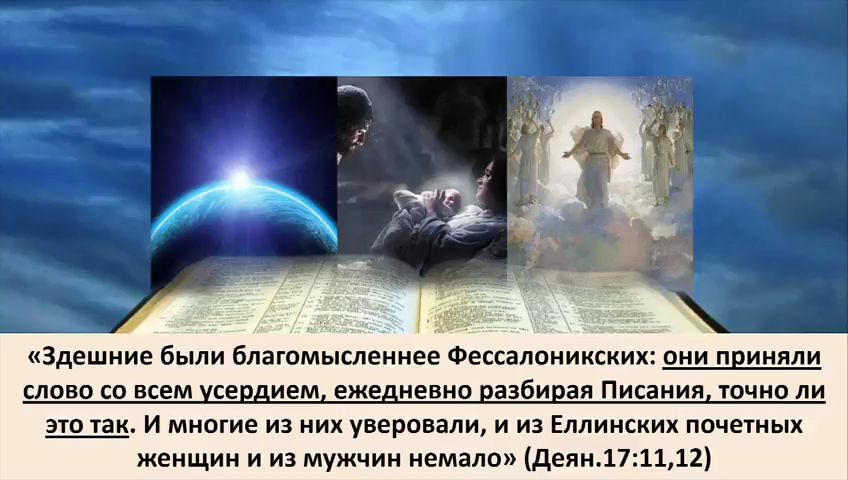 «Здешние были благомысленнее Фессалоникских: они приняли
слово со всем усердием, ежедневно разбирая Писания, точно ли
это так. И многие из них уверовали, и из Еллинских почетных
женщин и из мужчин немало» (Деян.17:11,12)